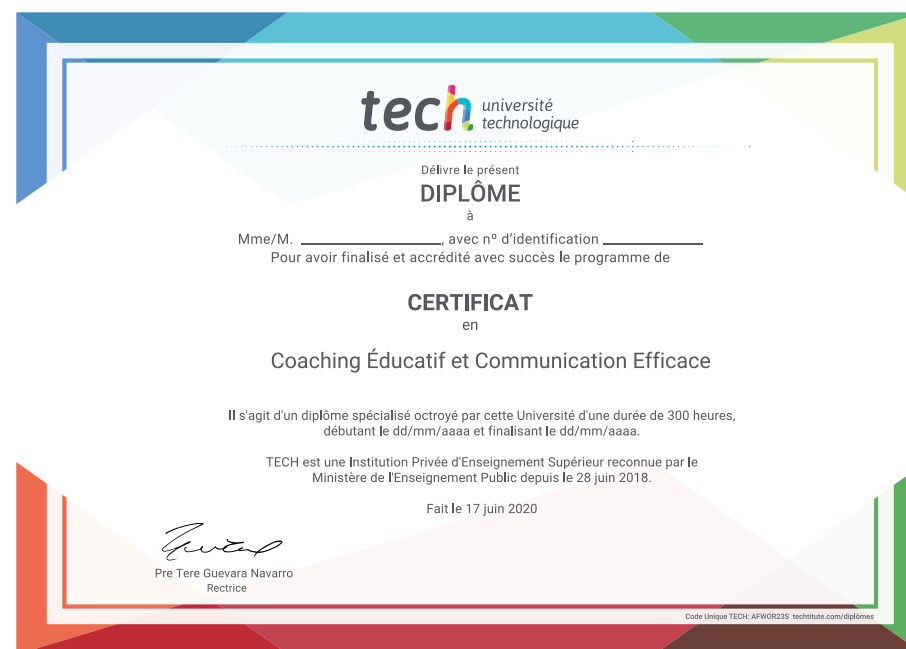 tech université
technologique
Délivre le présent
DIPLÔME
à
Mme/M. ____________________, avec nº d'identification ______________
Pour avoir finalisé et accrédité avec succès le programme de
CERTIFICAT
en
Coaching Éducatif et Communication Efficace
Il s'agit d'un diplôme spécialisé octroyé par cette Université d'une durée de 300 heures,
débutant le dd/mm/aaaa et finalisant le dd/mm/aaaa.
TECH est une Institution Privée d'Enseignement Supérieur reconnue par le
Ministère de l'Enseignement Public depuis le 28 juin 2018.
Fait le 17 juin 2020
Pre Tere Guevara Navarro
Rectrice
Code Unique TECH: AFWOR23S techtitute.com/diplômes